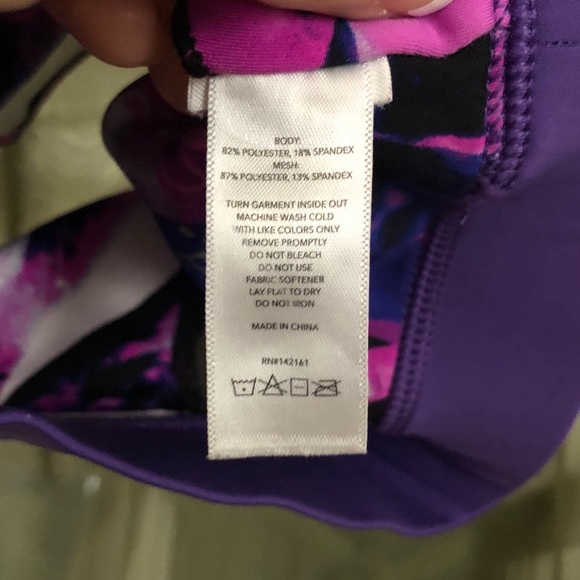 BODY:
82% POLYESTER, 18% SPANDEX
MESH:
87% POLYESTER, 13% SPANDEX
TURN GARMENT INSIDE OUT
MACHINE WASH COLD
WITH LIKE COLORS ONLY
REMOVE PROMPTLY
DO NOT BLEACH
DO NOT USE
FABRIC SOFTENER
LAY FLAT TO DRY
DO NOT IRON
MADE IN CHINA
RN#142161